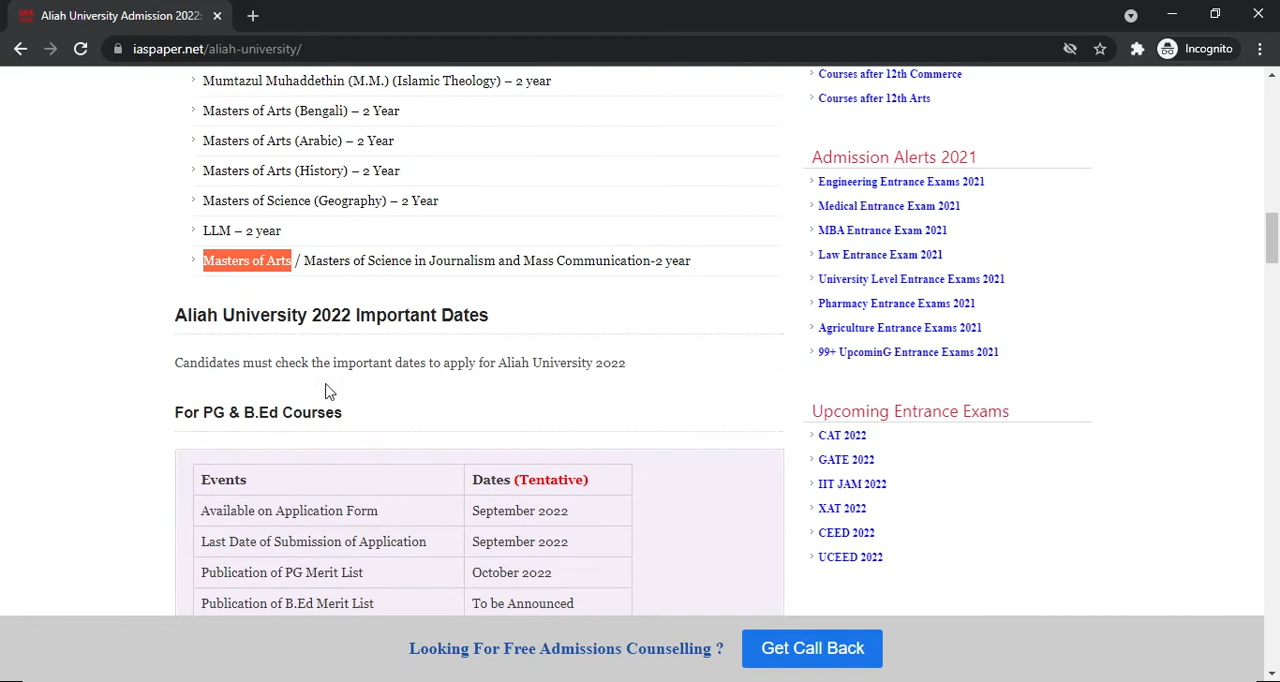 Aliah University Admission 2022:
iaspaper.net/aliah-university/
Incognito
Mumtazul Muhaddethin (M.M.) (Islamic Theology) – 2 year
Masters of Arts (Bengali) – 2 Year
Masters of Arts (Arabic) – 2 Year
Masters of Arts (History) – 2 Year
Masters of Science (Geography) – 2 Year
LLM – 2 year
Masters of Arts / Masters of Science in Journalism and Mass Communication-2 year
Aliah University 2022 Important Dates
Candidates must check the important dates to apply for Aliah University 2022
For PG & B.Ed Courses
Events Dates (Tentative)
Available on Application Form September 2022
Last Date of Submission of Application September 2022
Publication of PG Merit List October 2022
Publication of B.Ed Merit List To be Announced
Courses after 12th Commerce
Courses after 12th Arts
Admission Alerts 2021
Engineering Entrance Exams 2021
Medical Entrance Exam 2021
MBA Entrance Exam 2021
Law Entrance Exam 2021
University Level Entrance Exams 2021
Pharmacy Entrance Exams 2021
Agriculture Entrance Exams 2021
99+ UpcominG Entrance Exams 2021
Upcoming Entrance Exams
CAT 2022
GATE 2022
IIT JAM 2022
XAT 2022
CEED 2022
UCEED 2022
Looking For Free Admissions Counselling ? Get Call Back